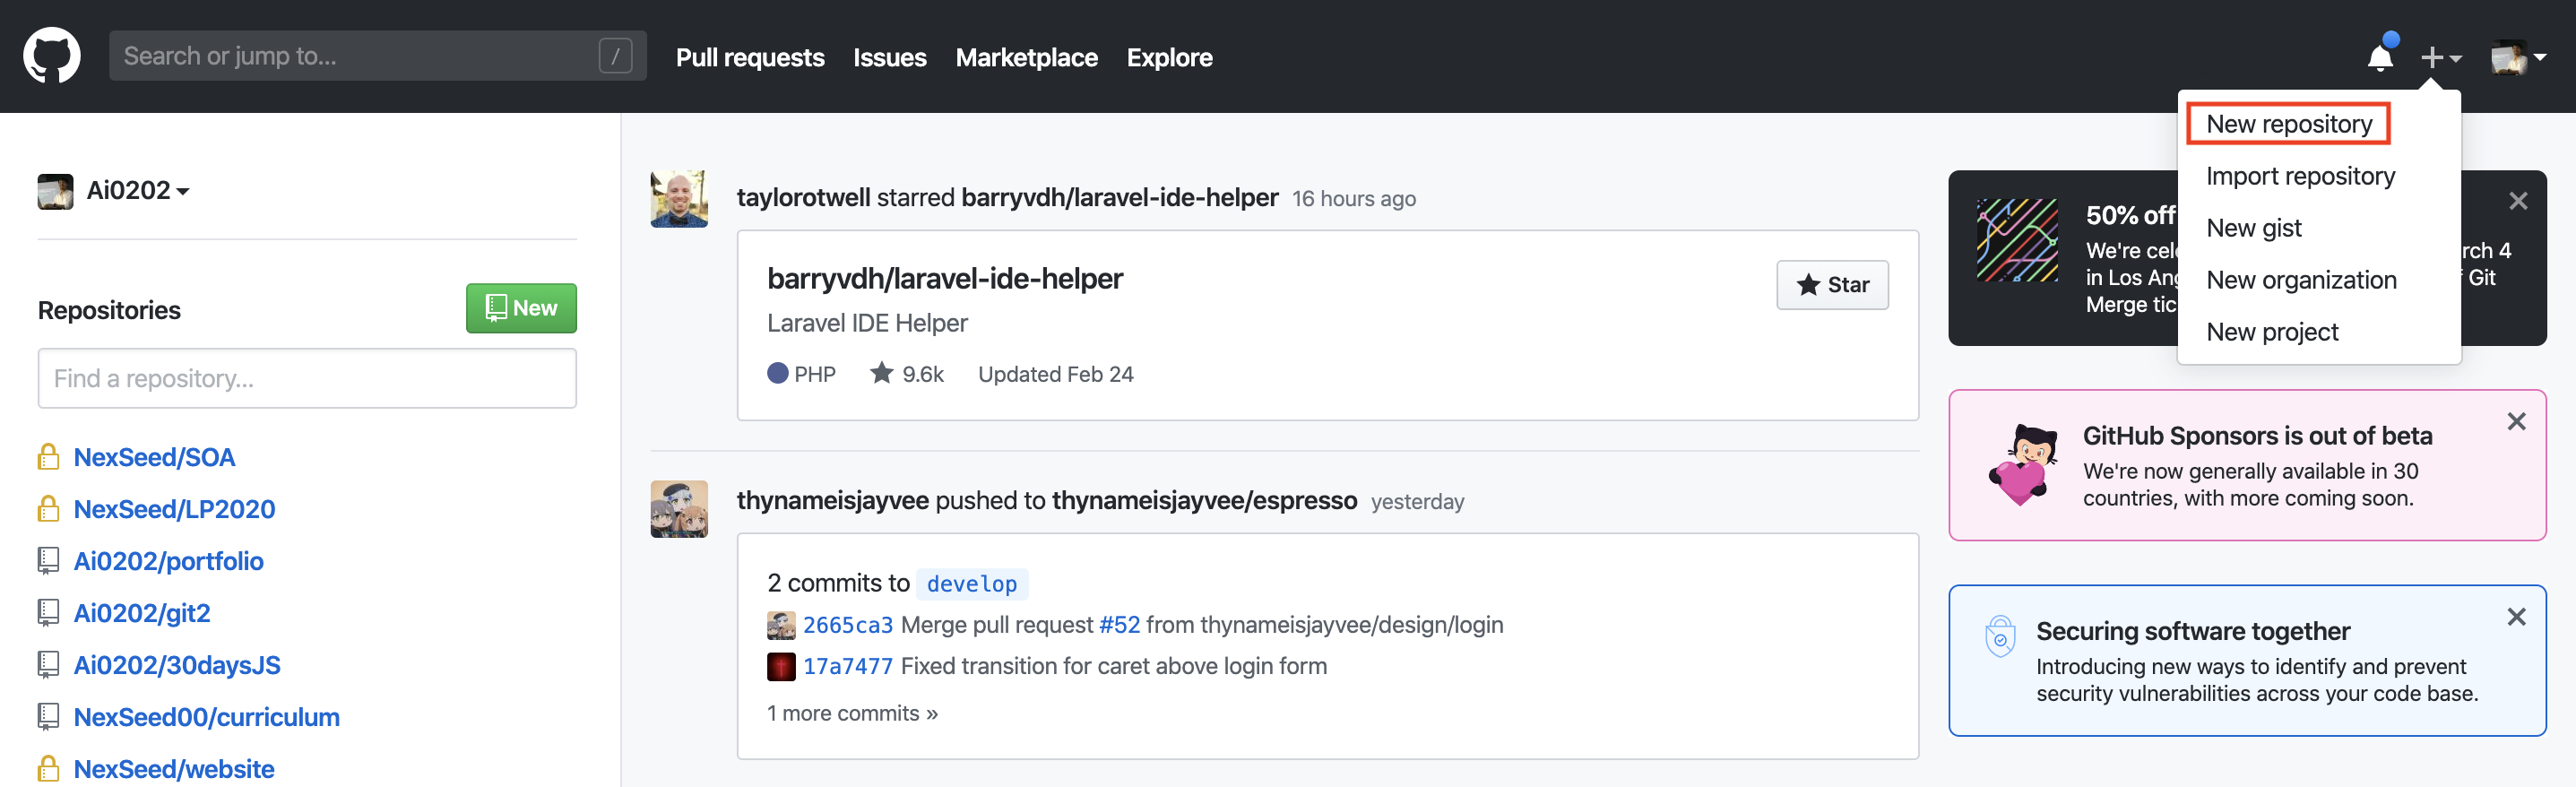 Search or jump to... /
Pull requests Issues Marketplace Explore
New repository
Import repository
New gist
New organization
New project
Ai0202
Repositories
New
Find a repository...
NexSeed/SOA
NexSeed/LP2020
Ai0202/portfolio
Ai0202/git2
Ai0202/30daysJS
NexSeed00/curriculum
NexSeed/website
taylorotwell starred barryvdh/laravel-ide-helper 16 hours ago
barryvdh/laravel-ide-helper
Star
Laravel IDE Helper
PHP 9.6k Updated Feb 24
thynameisjayvee pushed to thynameisjayvee/espresso yesterday
2 commits to develop
2665ca3 Merge pull request #52 from thynameisjayvee/design/login
17a7477 Fixed transition for caret above login form
1 more commits »
50% off
We're 4
in Los Git
Merge
GitHub Sponsors is out of beta
We're now generally available in 30
countries, with more coming soon.
Securing software together
Introducing new ways to identify and prevent
security vulnerabilities across your code base.